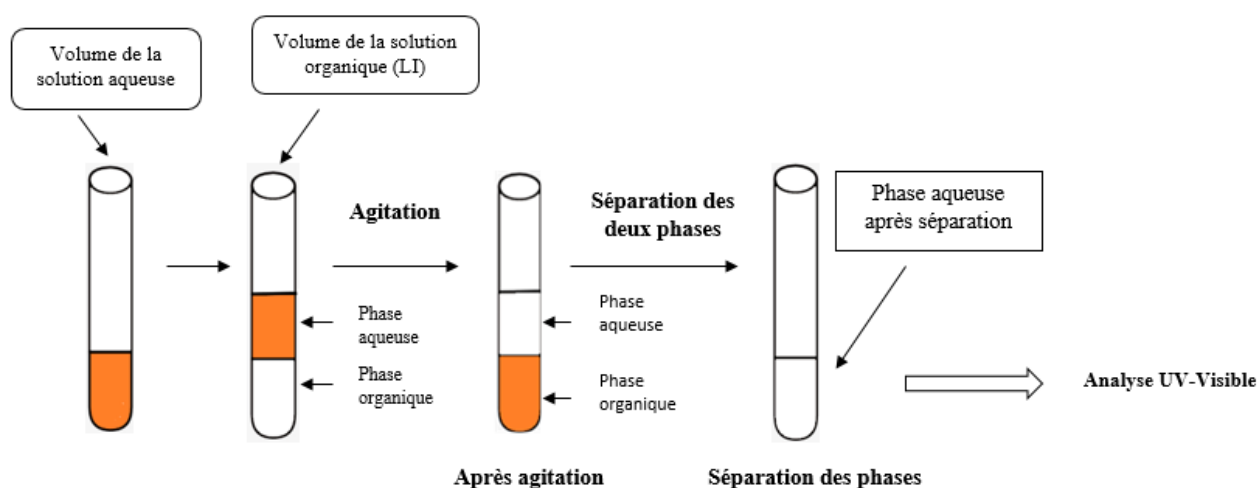 Volume de la
solution aqueuse
Volume de la solution
organique (LI)
Agitation
Séparation des
deux phases
Phase aqueuse
après séparation
Phase
aqueuse
Phase
organique
Phase
aqueuse
Phase
organique
Analyse UV-Visible
Après agitation
Séparation des phases